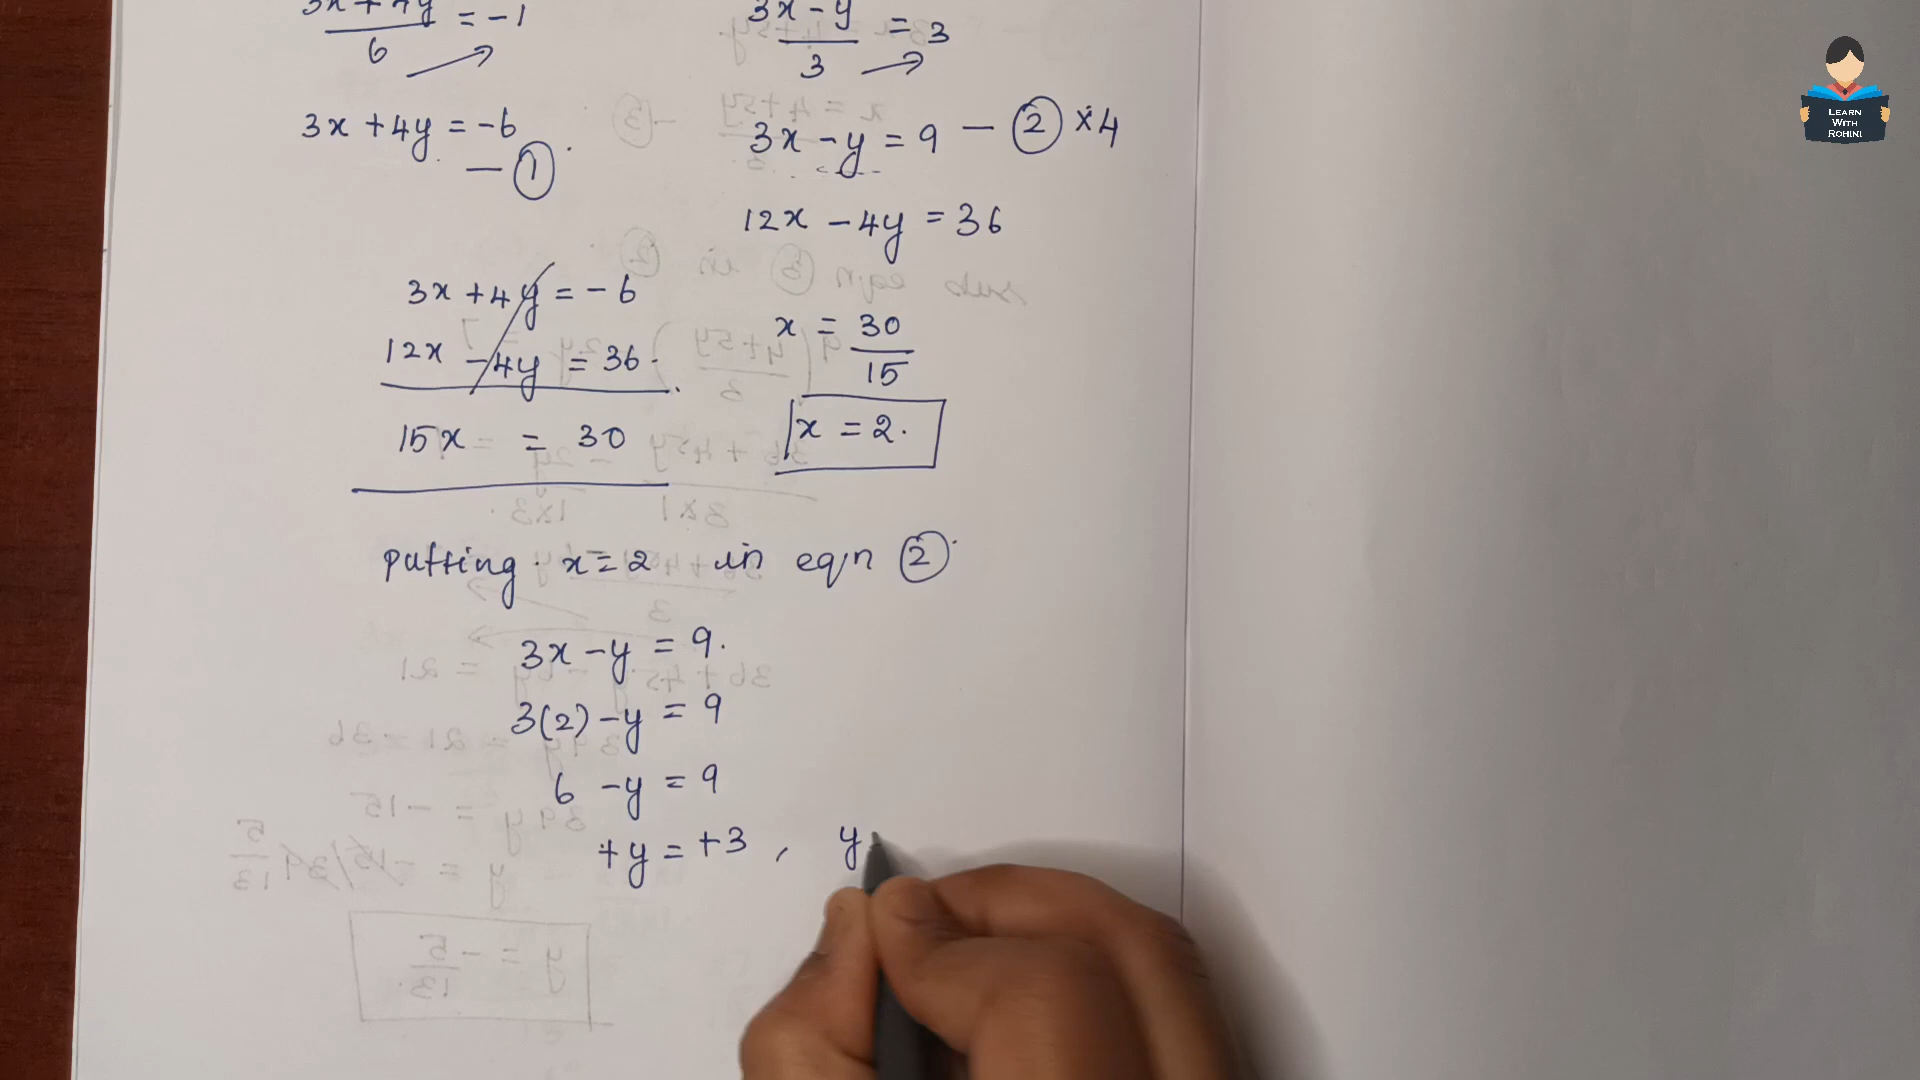 3x+4y/6 = -1
3x-y/3 = 3
3x+4y = -6 — ①
3x-y = 9 — ② ×4
12x - 4y = 36
3x+4y = -6
12x - 4y = 36.
15x = 30
x = 30/15
x = 2.
putting x=2 in eqn ②
3x-y = 9.
3(2)-y = 9
6 -y = 9
+y = +3 , y
LEARN
WITH
ROHINI